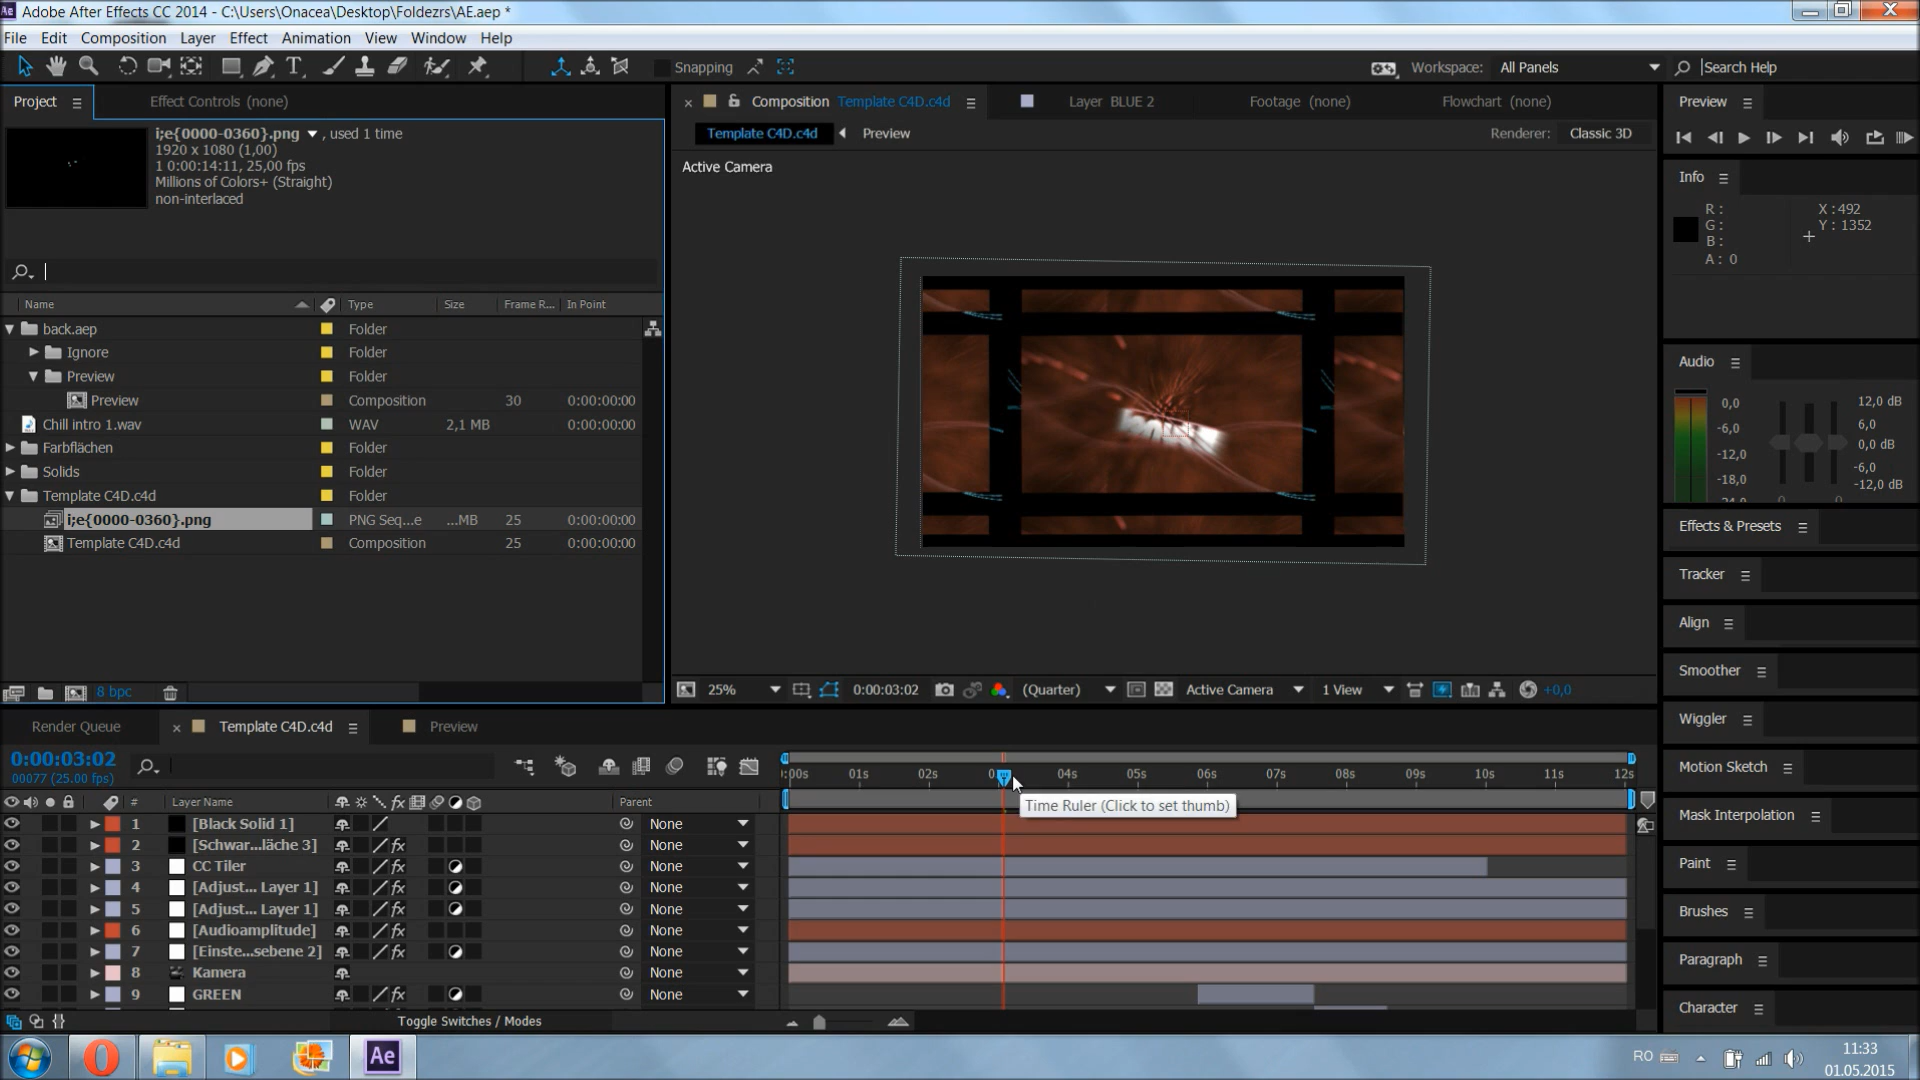 Adobe After Effects CC 2014 - C:\Users\Onacea\Desktop\Foldezrs\AE.aep *
File Edit Composition Layer Effect Animation View Window Help
Snapping Workspace: All Panels Search Help
Project Effect Controls (none)
Composition Template C4D.c4d Layer BLUE 2 Footage (none) Flowchart (none)
Preview
i;e{0000-0360}.png , used 1 time
1920 x 1080 (1,00)
1 0:00:14:11, 25,00 fps
Millions of Colors+ (Straight)
non-interlaced
Template C4D.c4d Preview Renderer: Classic 3D
Active Camera
Info
R: X:492
G: Y: 1352
B:
A: 0
Name Type Size Frame R... In Point
back.aep Folder
Ignore Folder
Preview Folder
Preview Composition 30 0:00:00:00
Chill intro 1.wav WAV 2,1 MB 0:00:00:00
Farbflächen Folder
Solids Folder
Template C4D.c4d Folder
i;e{0000-0360}.png PNG Seq...e ...MB 25 0:00:00:00
Template C4D.c4d Composition 25 0:00:00:00
8 bpc
Audio
0,0 12,0 dB
-6,0 6,0
-12,0 0,0 dB
-18,0 -6,0
-24,0 -12,0 dB
Effects & Presets
Tracker
Align
Smoother
Wiggler
Motion Sketch
Mask Interpolation
Paint
Brushes
Paragraph
Character
25% 0:00:03:02 (Quarter) Active Camera 1 View +0,0
Render Queue Template C4D.c4d Preview
0:00:03:02
00077 (25.00 fps)
:00s 01s 02s 0 04s 05s 06s 07s 08s 09s 10s 11s 12s
Time Ruler (Click to set thumb)
# Layer Name Parent
1 [Black Solid 1] None
2 [Schwar...läche 3] None
3 CC Tiler None
4 [Adjust... Layer 1] None
5 [Adjust... Layer 1] None
6 [Audioamplitude] None
7 [Einste...sebene 2] None
8 Kamera None
9 GREEN None
Toggle Switches / Modes
Ae RO 11:33
01.05.2015